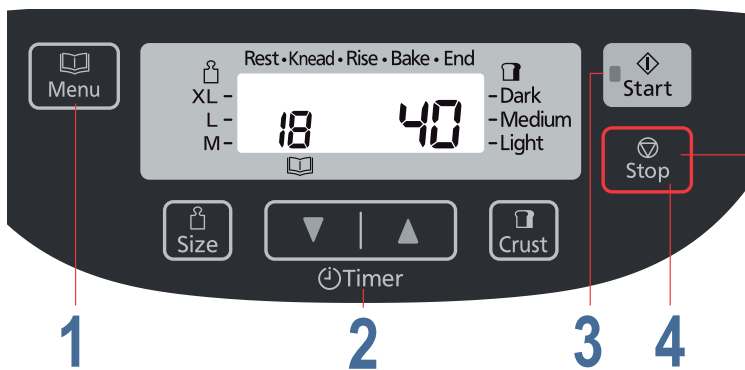 Menu
Rest • Knead • Rise • Bake • End
XL –
L –
M –
18
40
– Dark
– Medium
– Light
Start
Stop
Size
Timer
Crust
1
2
3
4